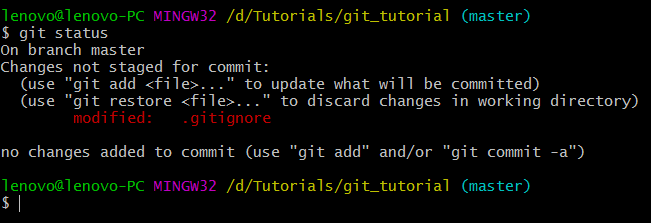 lenovo@lenovo-PC MINGW32 /d/Tutorials/git_tutorial (master)
$ git status
On branch master
Changes not staged for commit:
  (use "git add <file>..." to update what will be committed)
  (use "git restore <file>..." to discard changes in working directory)
        modified:   .gitignore

no changes added to commit (use "git add" and/or "git commit -a")

lenovo@lenovo-PC MINGW32 /d/Tutorials/git_tutorial (master)
$